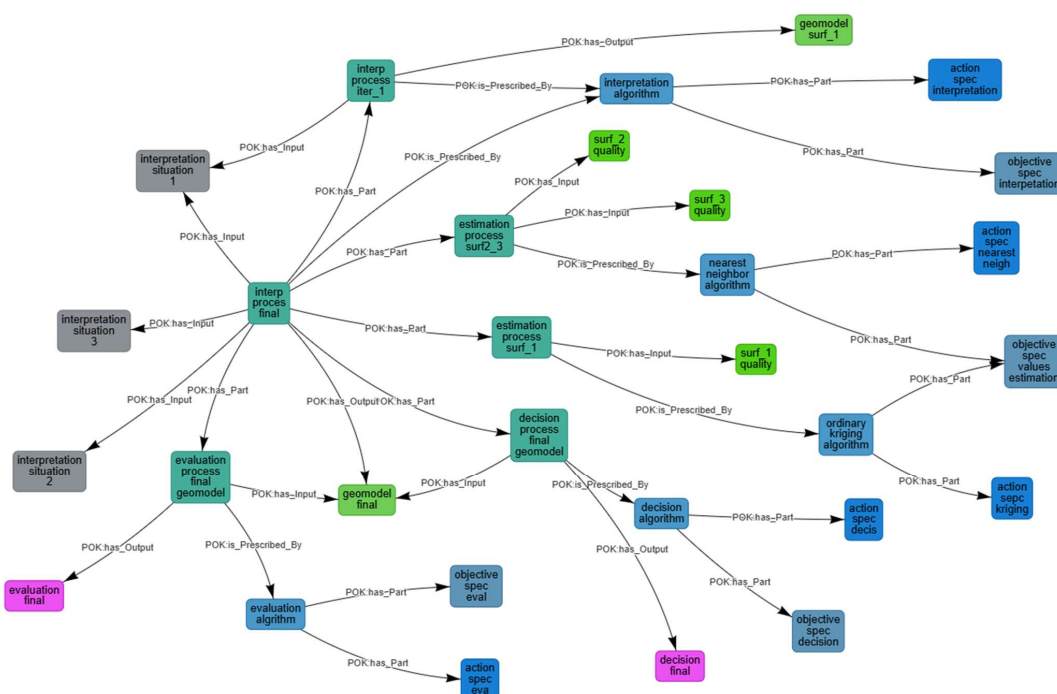 geomodel
surf_1
POK:has_Output
interp
process
iter_1
POK:is_Prescribed_By
interpretation
algorithm
POK:has_Part
action
spec
interpretation
POK:has_Input
interpretation
situation
1
POK:is_Prescribed_By
surf_2
quality
POK:has_Part
objective
spec
interpetation
POK:has_Part
POK:has_Input
surf_3
quality
POK:has_Input
estimation
process
surf2_3
POK:has_Input
POK:has_Part
POK:is_Prescribed_By
nearest
neighbor
algorithm
POK:has_Part
action
spec
nearest
neigh
interp
proces
final
interpretation
situation
3
POK:has_Input
POK:has_Part
estimation
process
surf_1
POK:has_Input
surf_1
quality
POK:has_Part
objective
spec
values
estimation
POK:has_Part
POK:has_Part
POK:has_Input
POK:has_Output
POK:has_Part
POK:is_Prescribed_By
ordinary
kriging
algorithm
decision
process
final
geomodel
interpretation
situation
2
evaluation
process
final
geomodel
POK:has_Input
geomodel
final
POK:has_Input
POK:is_Prescribed_By
POK:has_Part
action
sepc
kriging
decision
algorithm
POK:has_Part
action
spec
decis
POK:has_Output
POK:is_Prescribed_By
POK:has_Output
evaluation
final
evaluation
algrithm
POK:has_Part
objective
spec
eval
POK:has_Part
objective
spec
decision
POK:has_Part
action
spec
eva
decision
final